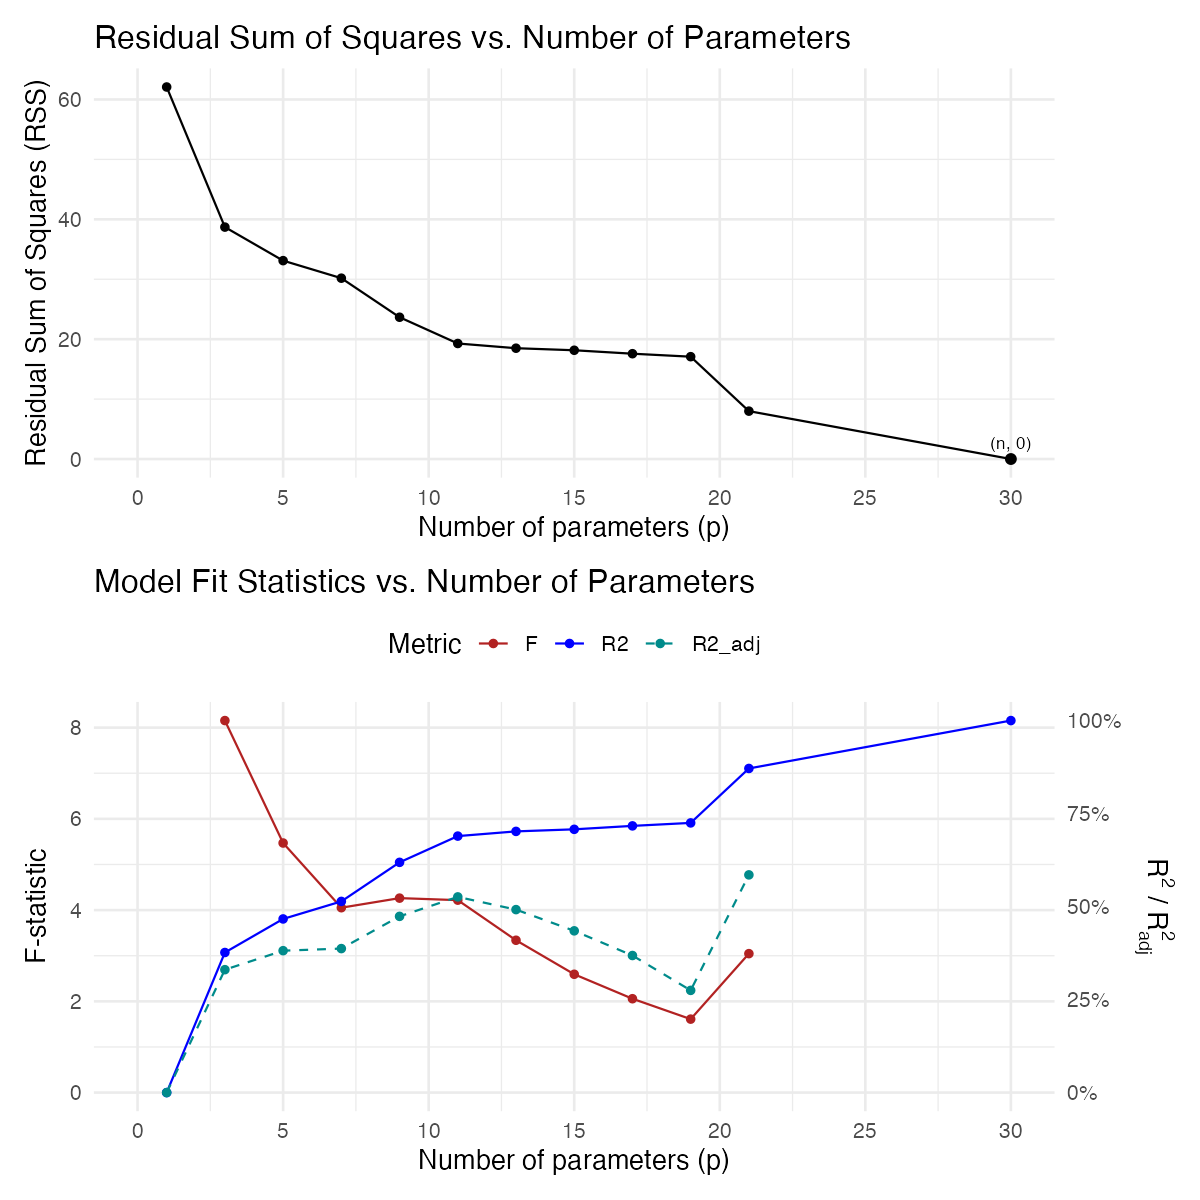 Residual Sum of Squares vs. Number of Parameters
Residual Sum of Squares (RSS)
60
40
20
0
(n, 0)
0 5 10 15 20 25 30
Number of parameters (p)
Model Fit Statistics vs. Number of Parameters
Metric F R2 R2_adj
F-statistic
8
6
4
2
0
100%
75%
50%
25%
0%
R² / R²adj
0 5 10 15 20 25 30
Number of parameters (p)